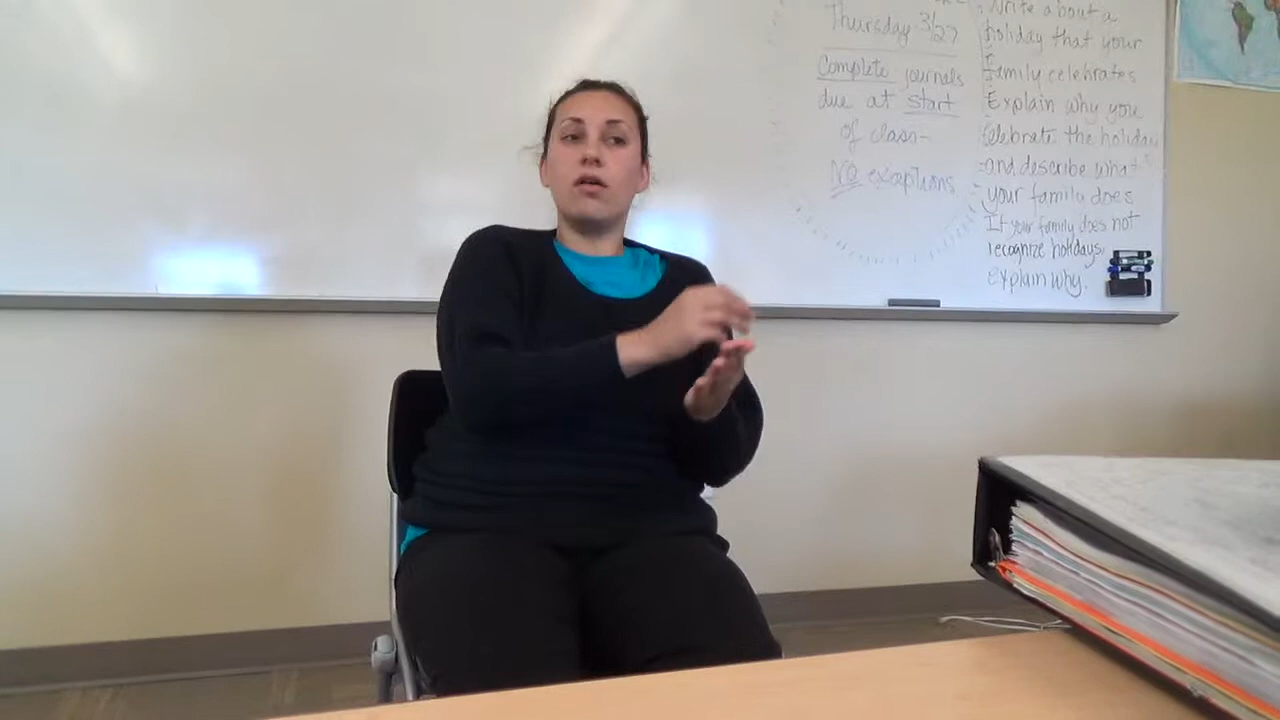 Thursday 3/27
Complete journals
due at start
of class-
NO exceptions
Write about a
holiday that your
family celebrates
Explain why you
celebrate the holiday
and describe what
your family does
If your family does not
recognize holidays,
explain why.